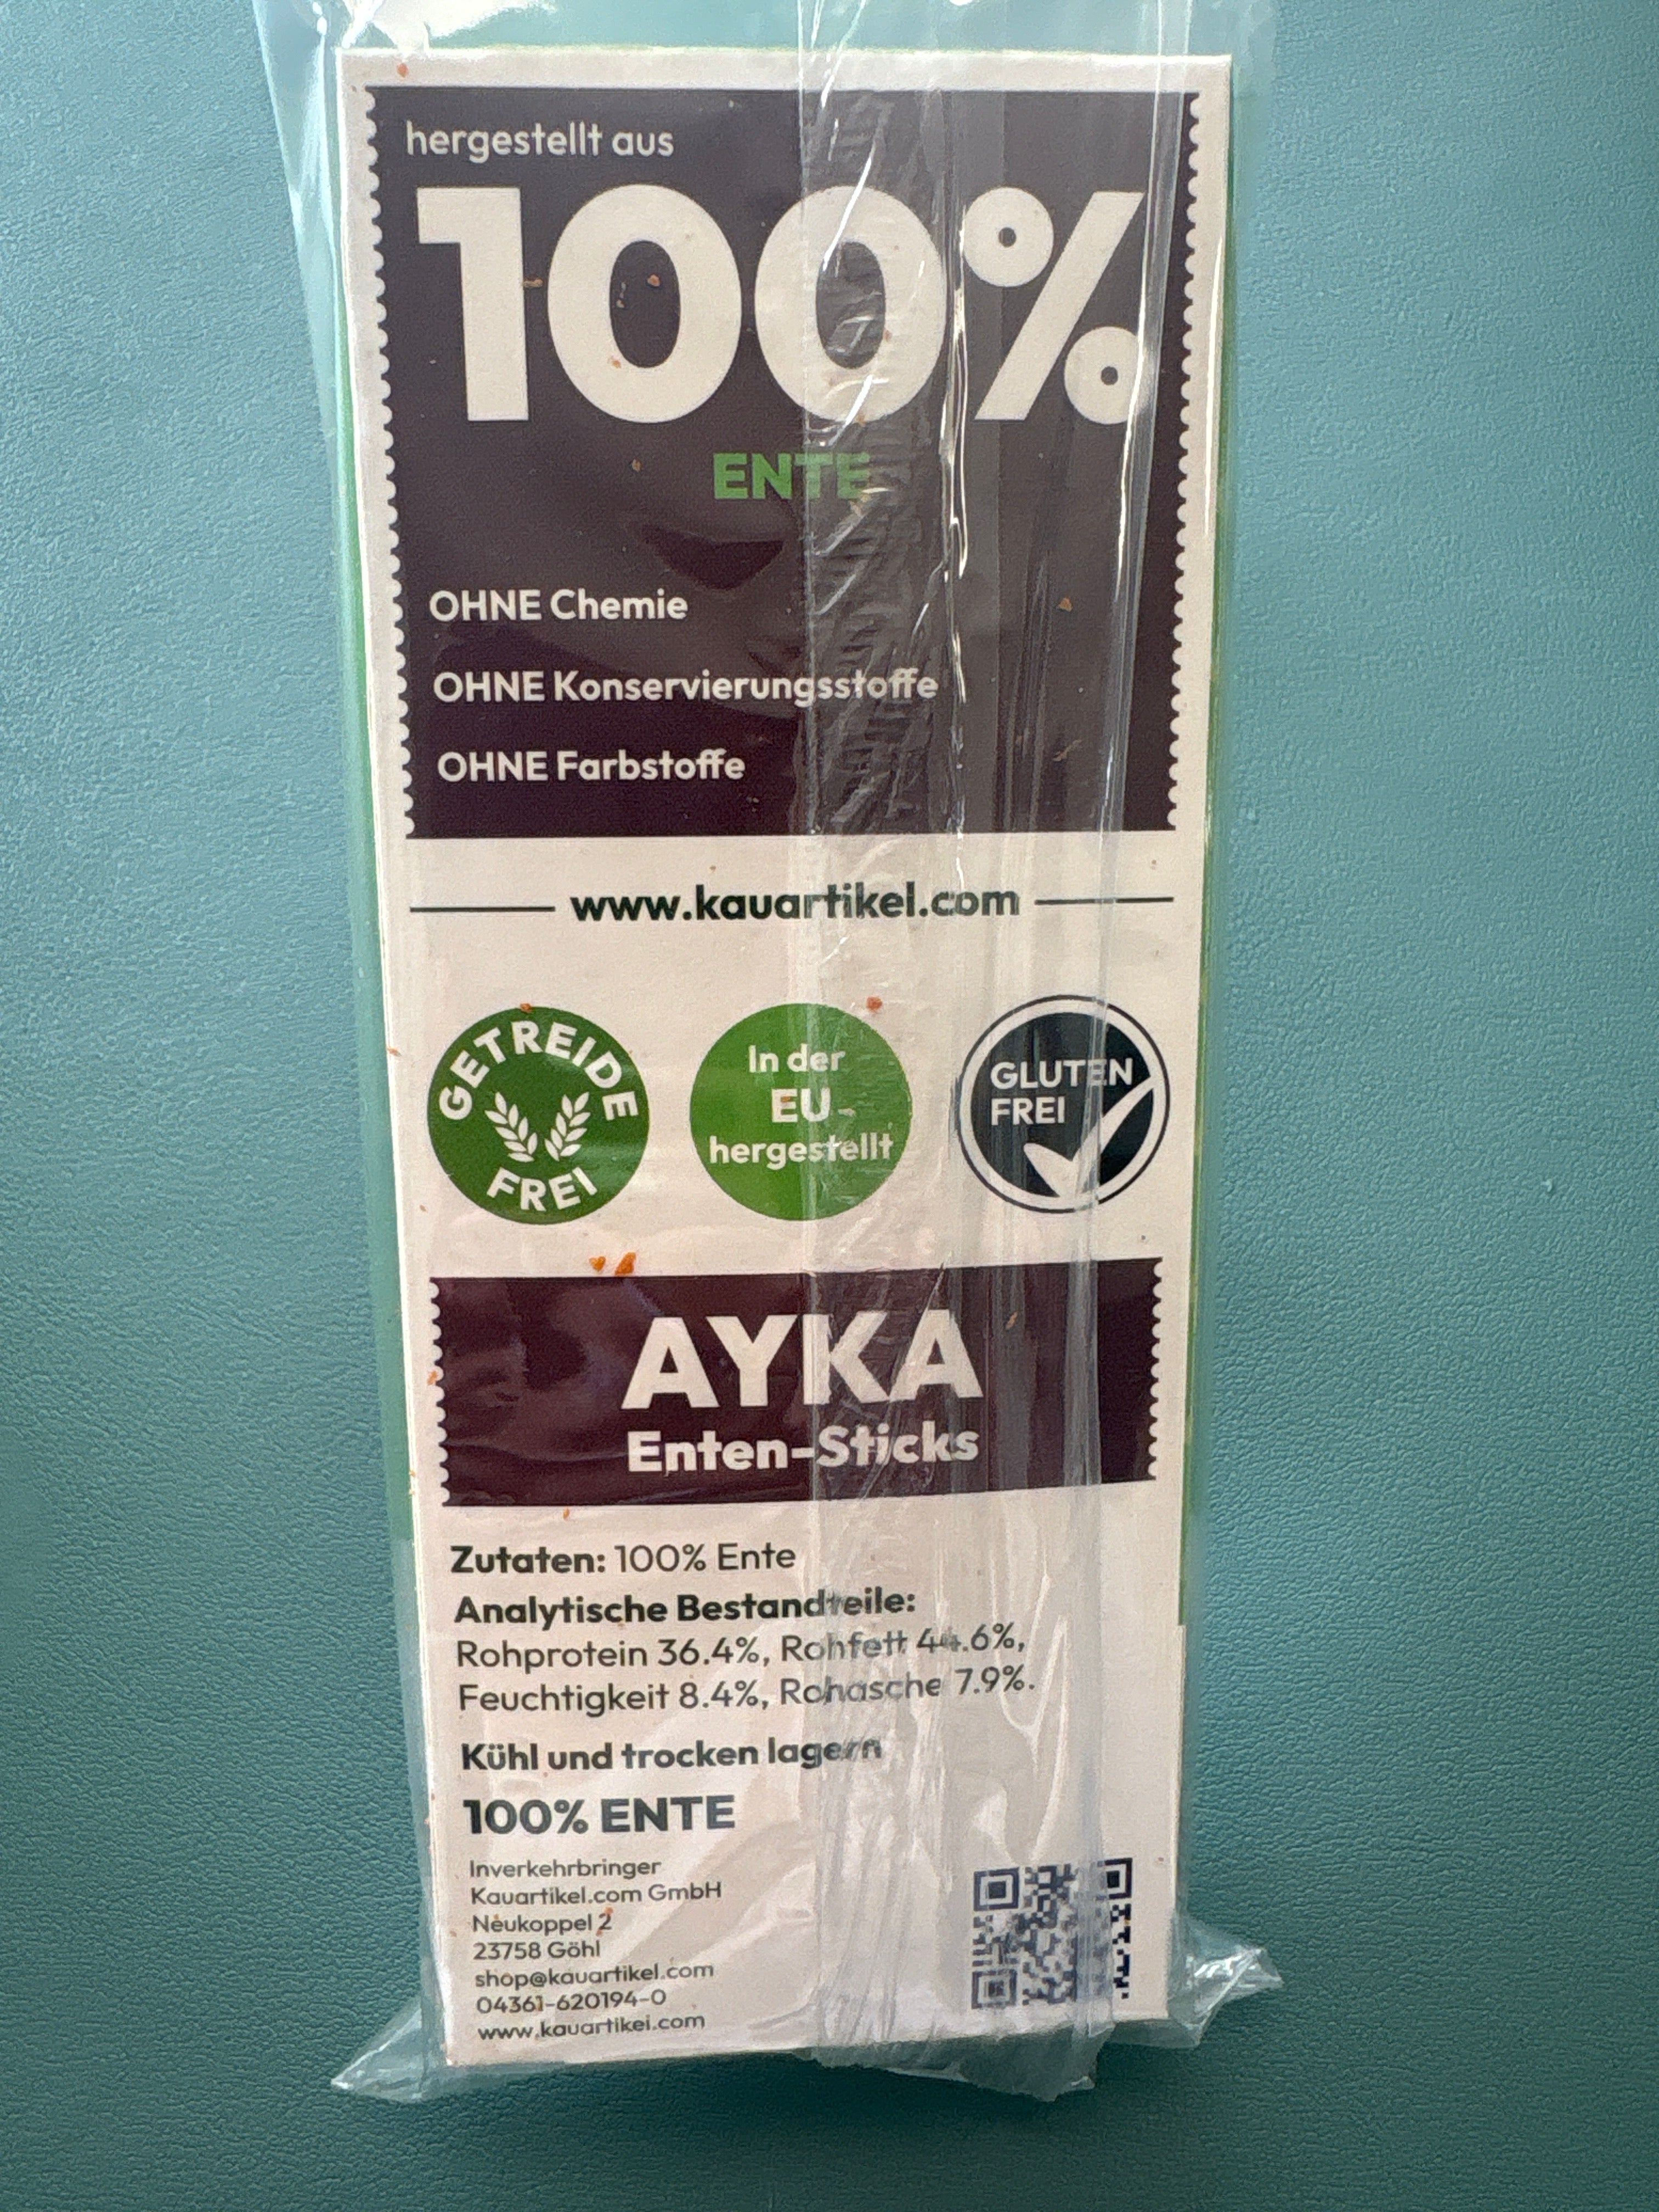 hergestellt aus
100%
ENTE
OHNE Chemie
OHNE Konservierungsstoffe
OHNE Farbstoffe
www.kauartikel.com
GETREIDE
FREI
In der
EU
hergestellt
GLUTEN
FREI
AYKA
Enten-Sticks
Zutaten: 100% Ente
Analytische Bestandteile:
Rohprotein 36.4%, Rohfett 44.6%,
Feuchtigkeit 8.4%, Rohasche 7.9%.
Kühl und trocken lagern
100% ENTE
Inverkehrbringer
Kauartikel.com GmbH
Neukoppel 2
23758 Göhl
shop@kauartikel.com
04361-620194-0
www.kauartikel.com